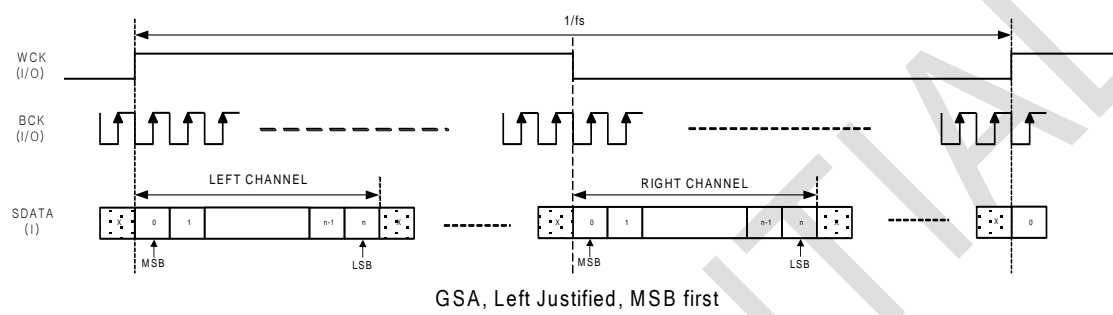 1/fs
WCK
(I/O)
BCK
(I/O)
LEFT CHANNEL
RIGHT CHANNEL
SDATA
(I)
X 0 1 n-1 n X X 0 1 n-1 n X X 0
MSB LSB MSB LSB
GSA, Left Justified, MSB first